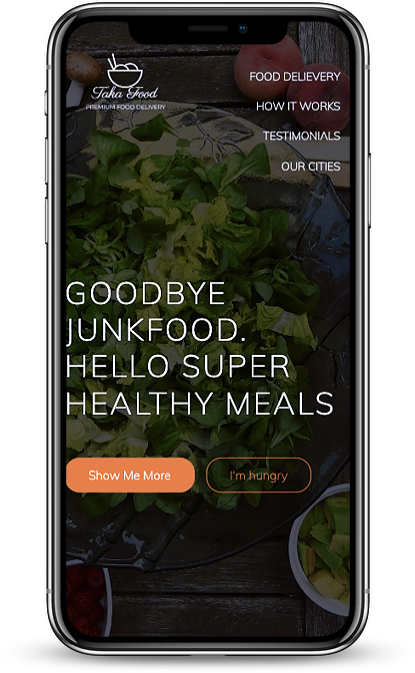 Taka Food
PREMIUM FOOD DELIVERY
FOOD DELIEVERY
HOW IT WORKS
TESTIMONIALS
OUR CITIES
GOODBYE
JUNKFOOD.
HELLO SUPER
HEALTHY MEALS
Show Me More
I'm hungry